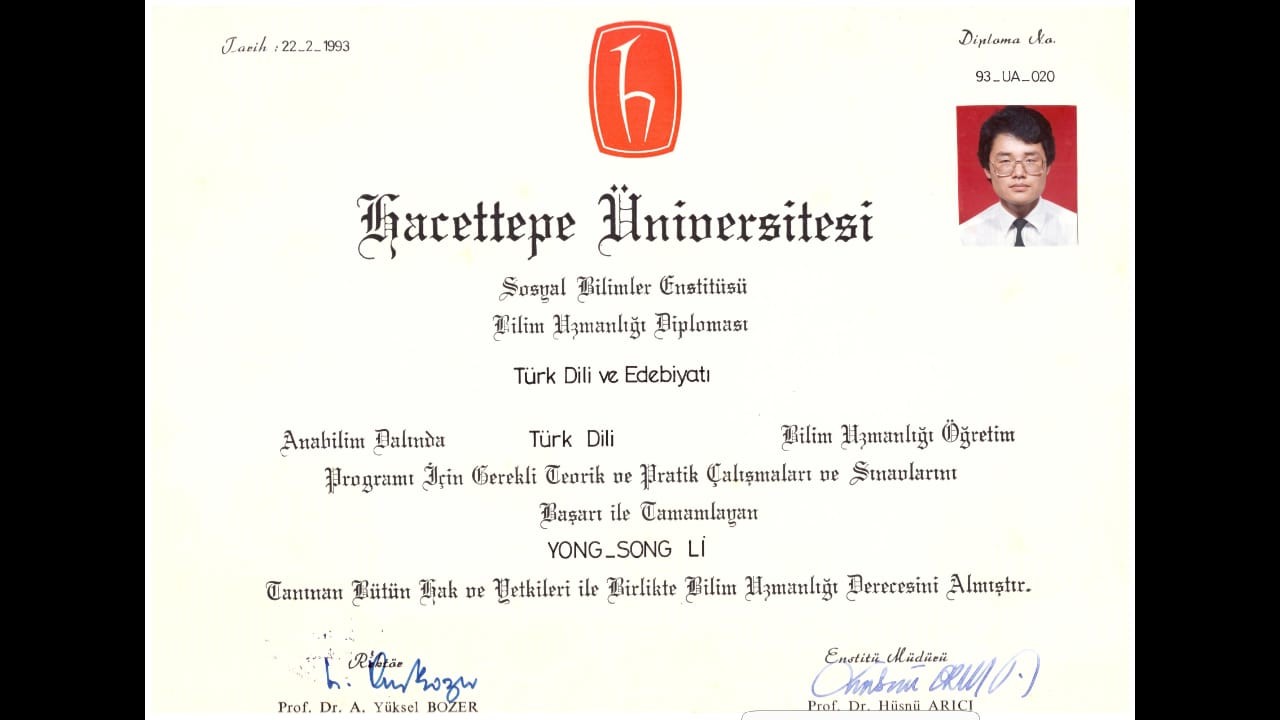 Tarih : 22_2_1993
Diploma No.
93_UA_020
Hacettepe Üniversitesi
Sosyal Bilimler Enstitüsü
Bilim Uzmanlığı Diploması
Türk Dili ve Edebiyatı
Anabilim Dalında Türk Dili Bilim Uzmanlığı Öğretim
Programı İçin Gerekli Teorik ve Pratik Çalışmaları ve Sınavlarını
Başarı ile Tamamlayan
YONG_SONG Lİ
Tanınan Bütün Hak ve Yetkileri ile Birlikte Bilim Uzmanlığı Derecesini Almıştır.
Rektör
Enstitü Müdürü
Prof. Dr. A. Yüksel BOZER
Prof. Dr. Hüsnü ARICI